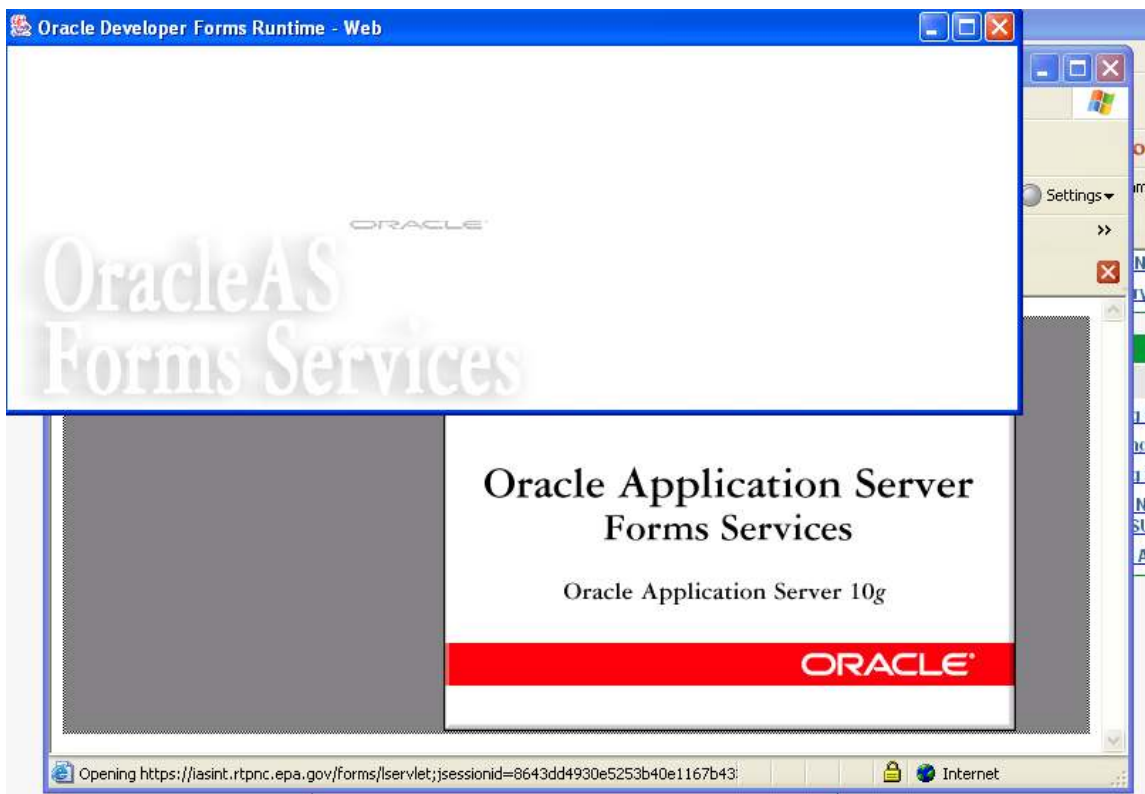 Oracle Developer Forms Runtime - Web
Settings
»
ORACLE
OracleAS
Forms Services
Oracle Application Server
Forms Services
Oracle Application Server 10g
ORACLE
Opening https://iasint.rtpnc.epa.gov/forms/lservlet;jsessionid=8643dd4930e5253b40e1167b43 Internet